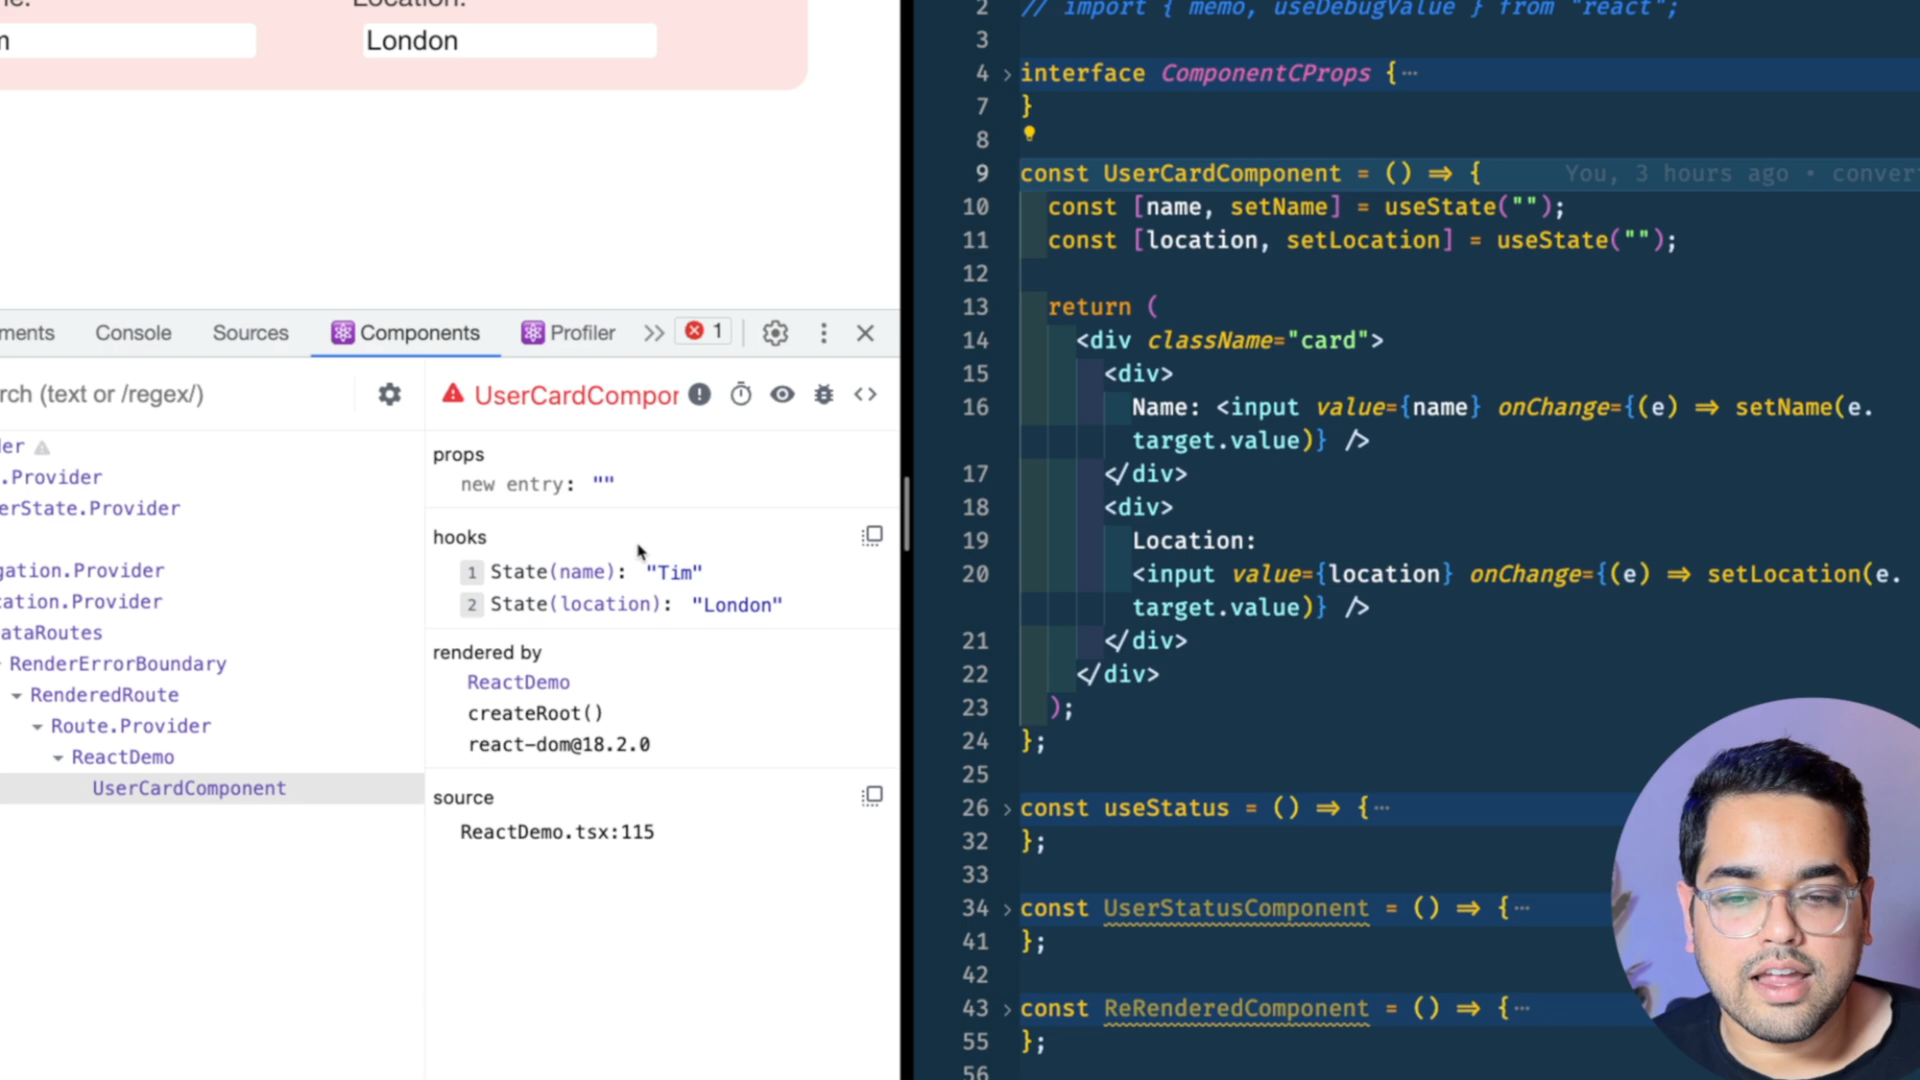 Location:
London
ments Console Sources Components Profiler >> 1
rch (text or /regex/)
UserCardCompor
der
.Provider
erState.Provider
gation.Provider
cation.Provider
ataRoutes
RenderErrorBoundary
RenderedRoute
Route.Provider
ReactDemo
UserCardComponent
props
new entry: ""
hooks
1 State(name): "Tim"
2 State(location): "London"
rendered by
ReactDemo
createRoot()
react-dom@18.2.0
source
ReactDemo.tsx:115
2 // import { memo, useDebugValue } from "react";
3
4 interface ComponentCProps {…
7 }
8
9 const UserCardComponent = () => { You, 3 hours ago • conver
10 const [name, setName] = useState("");
11 const [location, setLocation] = useState("");
12
13 return (
14 <div className="card">
15 <div>
16 Name: <input value={name} onChange={(e) => setName(e.
target.value)} />
17 </div>
18 <div>
19 Location:
20 <input value={location} onChange={(e) => setLocation(e.
target.value)} />
21 </div>
22 </div>
23 );
24 };
25
26 const useStatus = () => {…
32 };
33
34 const UserStatusComponent = () => {…
41 };
42
43 const ReRenderedComponent = () => {…
55 };
56